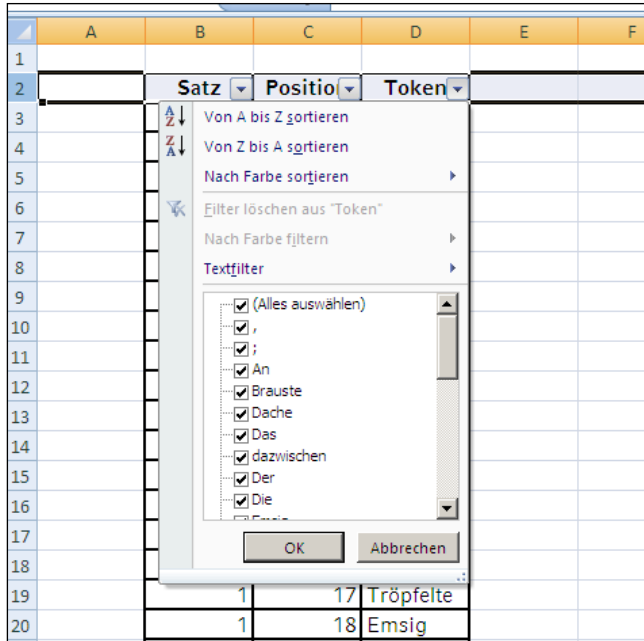 A B C D E F
1
2 Satz Position Token
3 Von A bis Z sortieren
4 Von Z bis A sortieren
5 Nach Farbe sortieren
6 Filter löschen aus "Token"
7 Nach Farbe filtern
8 Textfilter
9 (Alles auswählen)
10 ,
11 ;
An
12 Brauste
13 Dache
Das
14 dazwischen
15 Der
16 Die
17 OK Abbrechen
18
19 1 17 Tröpfelte
20 1 18 Emsig